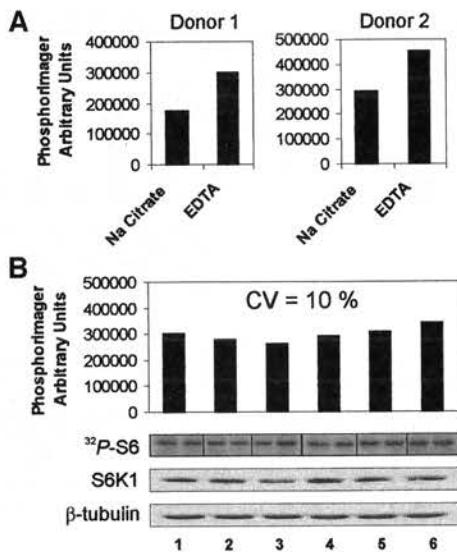 A
Donor 1
Donor 2
Phosphorimager
Arbitrary Units
400000
300000
200000
100000
0
Na Citrate
EDTA
500000
400000
300000
200000
100000
0
Na Citrate
EDTA
B
Phosphorimager
Arbitrary Units
500000
400000
300000
200000
100000
0
CV = 10 %
32P-S6
S6K1
β-tubulin
1 2 3 4 5 6